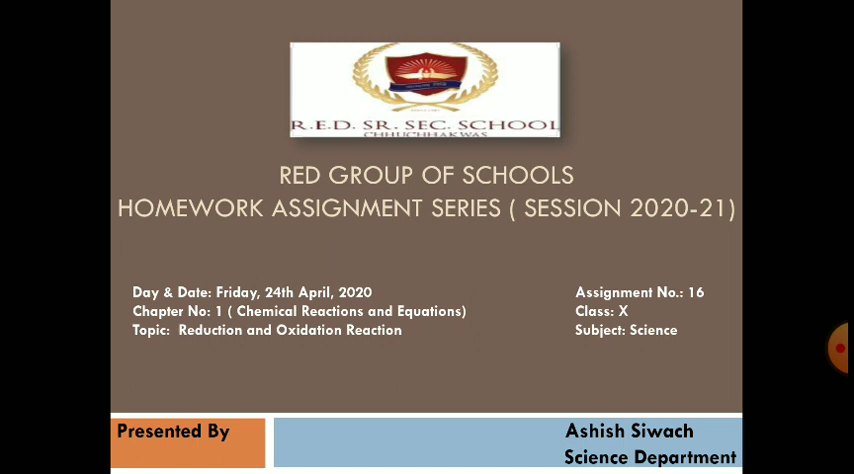 R.E.D. SR. SEC. SCHOOL
CHHUCHHAKWAS
RED GROUP OF SCHOOLS
HOMEWORK ASSIGNMENT SERIES ( SESSION 2020-21)
Day & Date: Friday, 24th April, 2020
Assignment No.: 16
Chapter No: 1 ( Chemical Reactions and Equations)
Class: X
Topic: Reduction and Oxidation Reaction
Subject: Science
Presented By
Ashish Siwach
Science Department